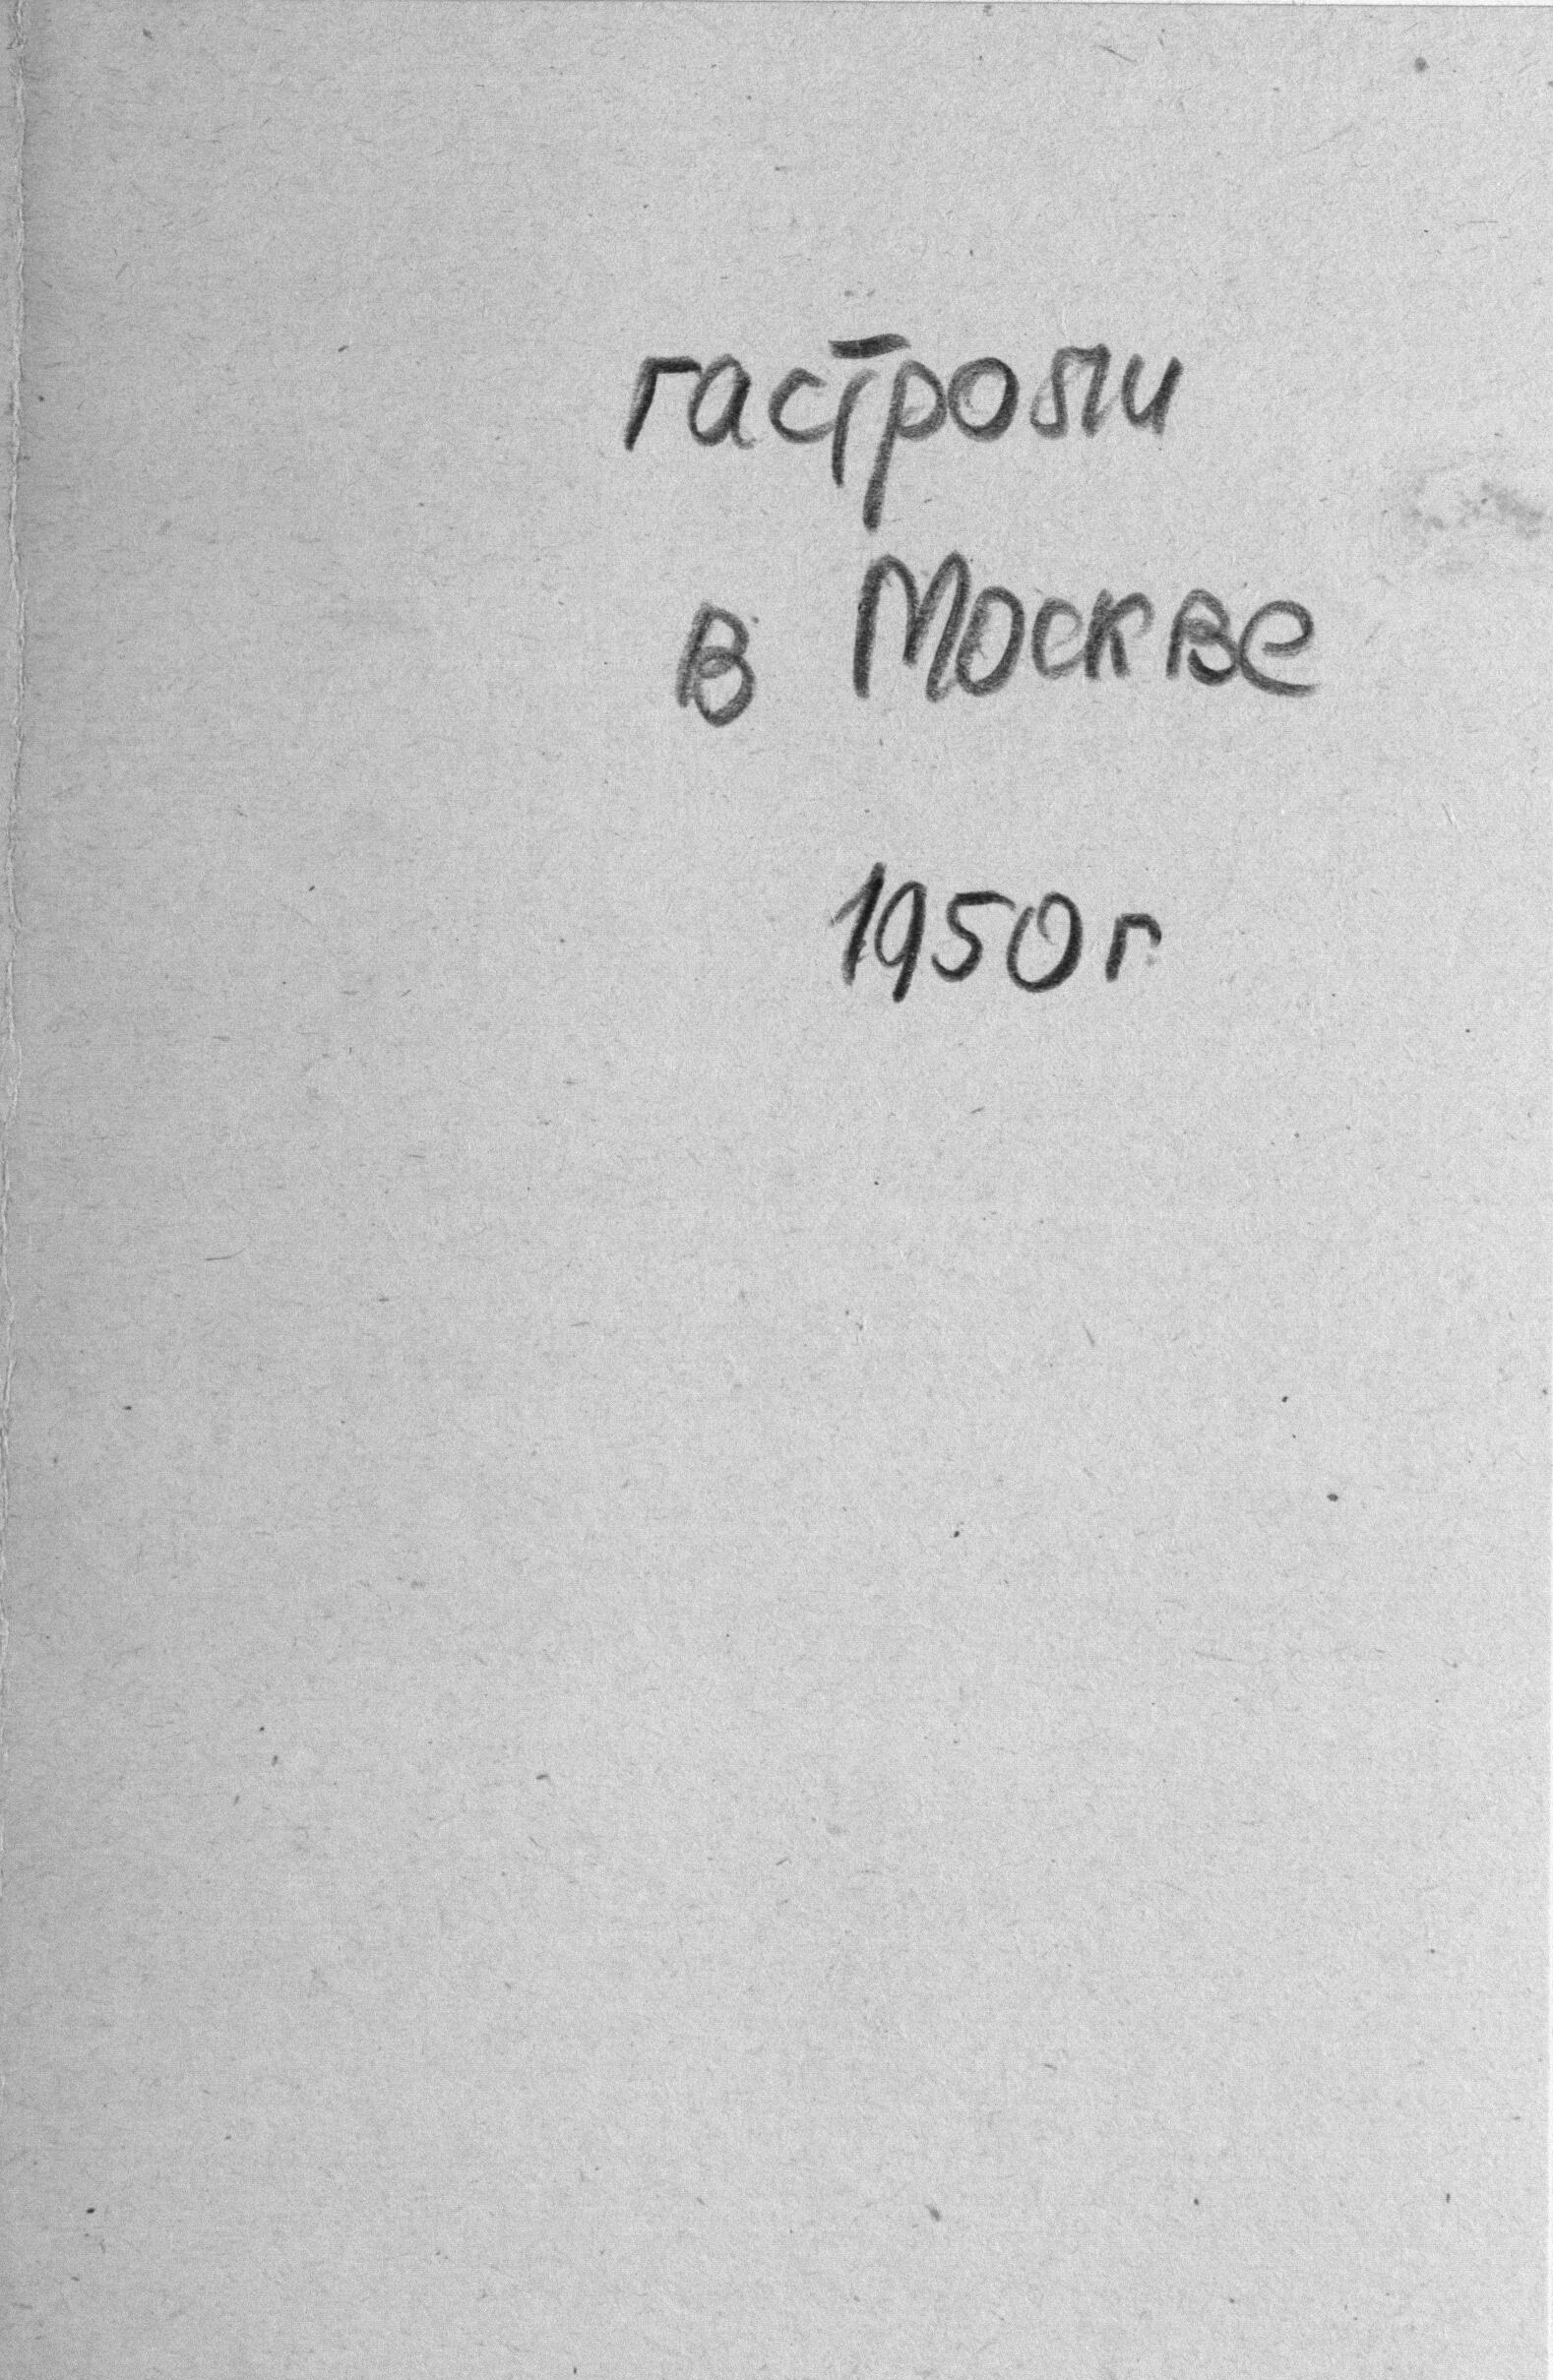 гастроли
в Москве
1950 г